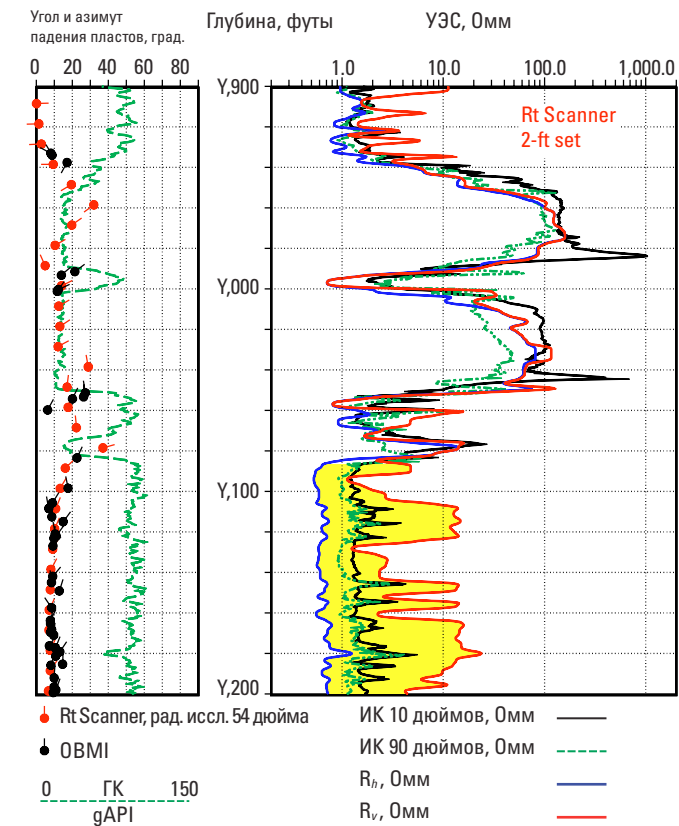 Угол и азимут
падения пластов, град.
Глубина, футы
УЭС, Омм
0 20 40 60 80
Y,900
1.0 10.0 100.0 1,000.0
Rt Scanner
2-ft set
Y,000
Y,100
Y,200
Rt Scanner, рад. иссл. 54 дюйма
OBMI
0 ГК 150
gAPI
ИК 10 дюймов, Омм
ИК 90 дюймов, Омм
Rh, Омм
Rv, Омм